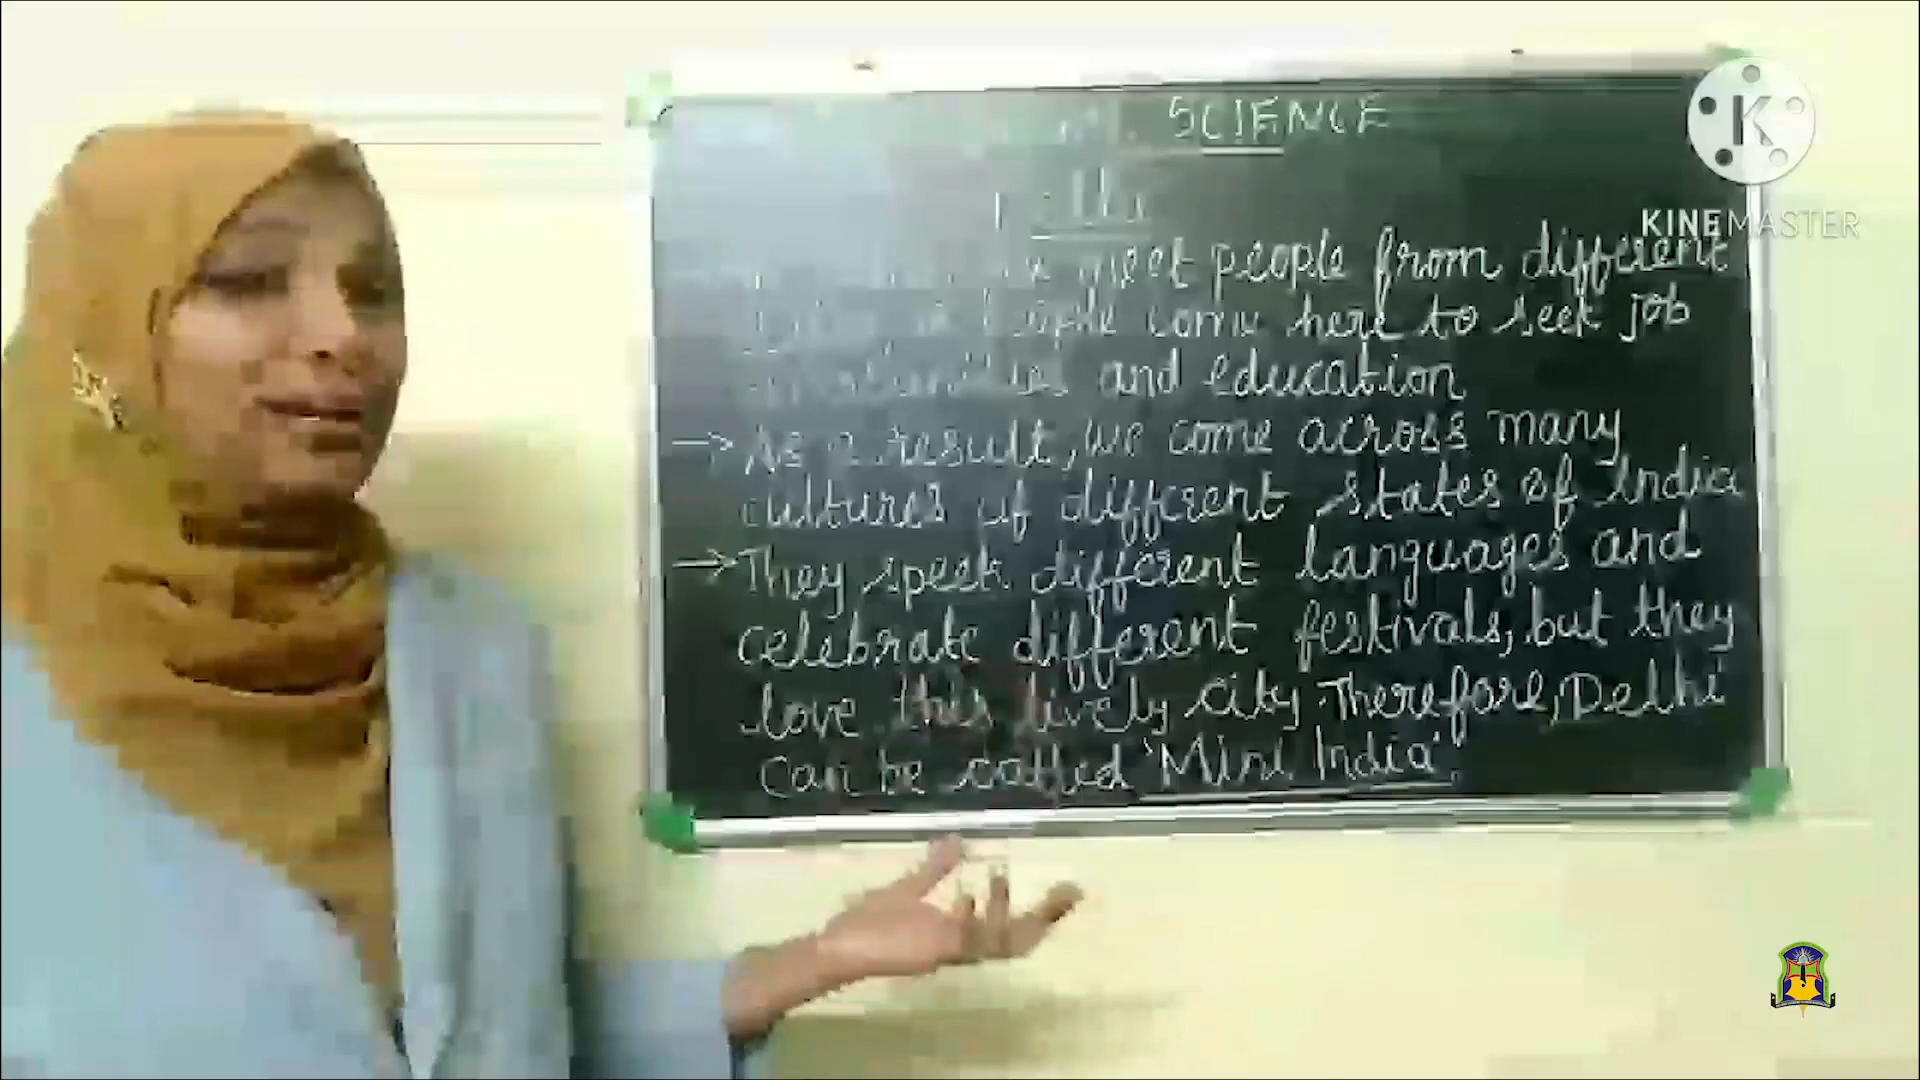 SCIENCE
meet people from different
come here to seek job
and education
→ As a result, we come across many
cultures of different states of India
→ They speek different languages and
celebrate different festivals, but they
love this lively city. Therefore, Delhi
can be called 'Mini India'.
KINEMASTER